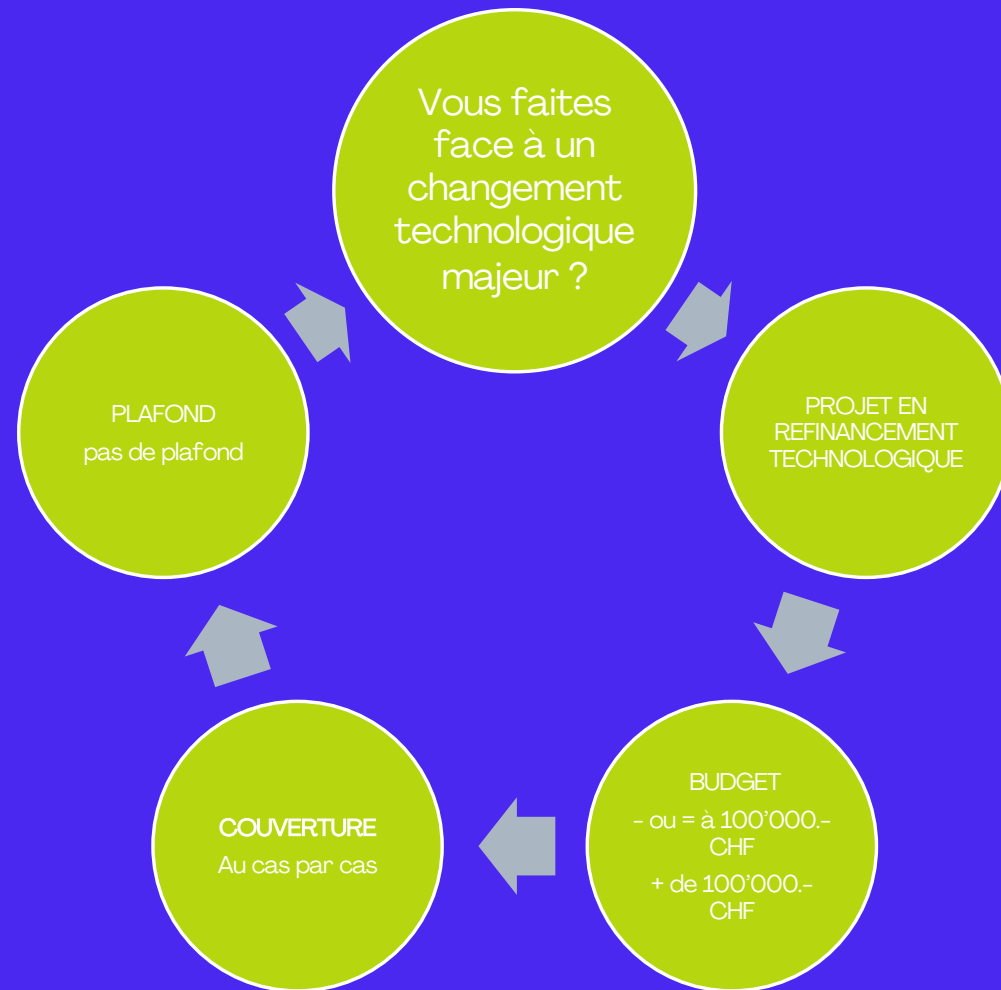 Vous faites
face à un
changement
technologique
majeur ?
PROJET EN
REFINANCEMENT
TECHNOLOGIQUE
BUDGET
- ou = à 100’000.-
CHF
+ de 100’000.-
CHF
COUVERTURE
Au cas par cas
PLAFOND
pas de plafond